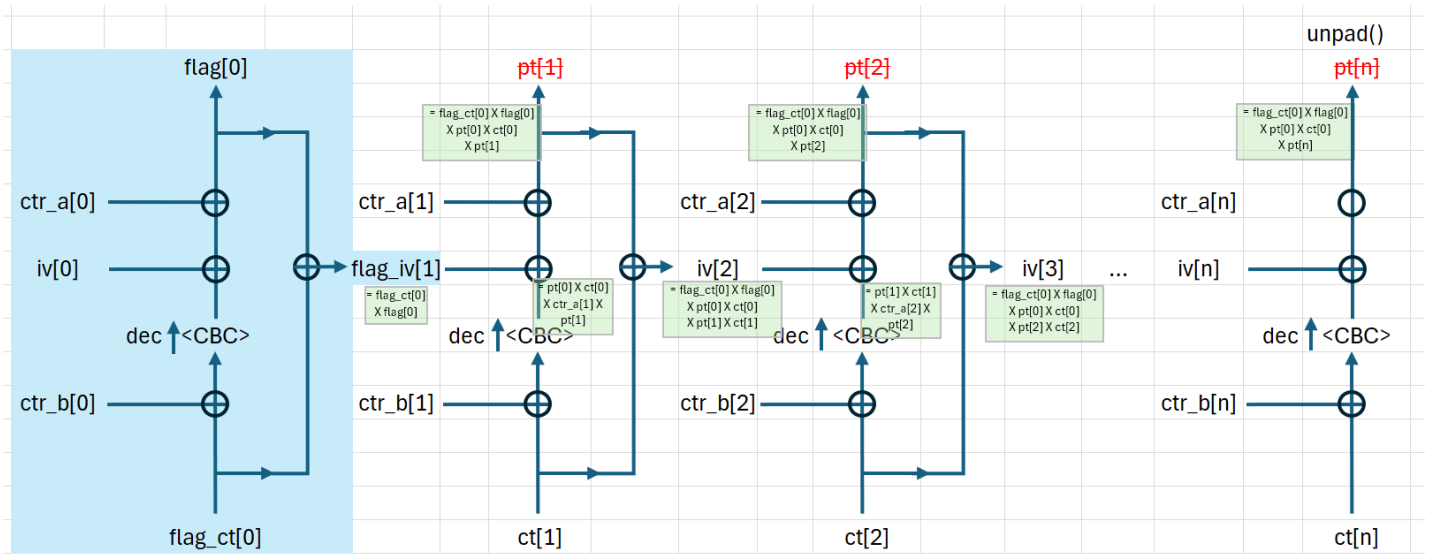 unpad()
flag[0]
pt[1]
pt[2]
pt[n]
= flag_ct[0] X flag[0]
X pt[0] X ct[0]
X pt[1]
= flag_ct[0] X flag[0]
X pt[0] X ct[0]
X pt[2]
= flag_ct[0] X flag[0]
X pt[0] X ct[0]
X pt[n]
ctr_a[0]
ctr_a[1]
ctr_a[2]
ctr_a[n]
iv[0]
flag_iv[1]
iv[2]
iv[3]
...
iv[n]
= flag_ct[0]
X flag[0]
= pt[0] X ct[0]
X ctr_a[1] X
pt[1]
= flag_ct[0] X flag[0]
X pt[0] X ct[0]
X pt[1] X ct[1]
= pt[1] X ct[1]
X ctr_a[2] X
pt[2]
= flag_ct[0] X flag[0]
X pt[0] X ct[0]
X pt[2] X ct[2]
dec <CBC>
dec <CBC>
dec <CBC>
dec <CBC>
ctr_b[0]
ctr_b[1]
ctr_b[2]
ctr_b[n]
flag_ct[0]
ct[1]
ct[2]
ct[n]